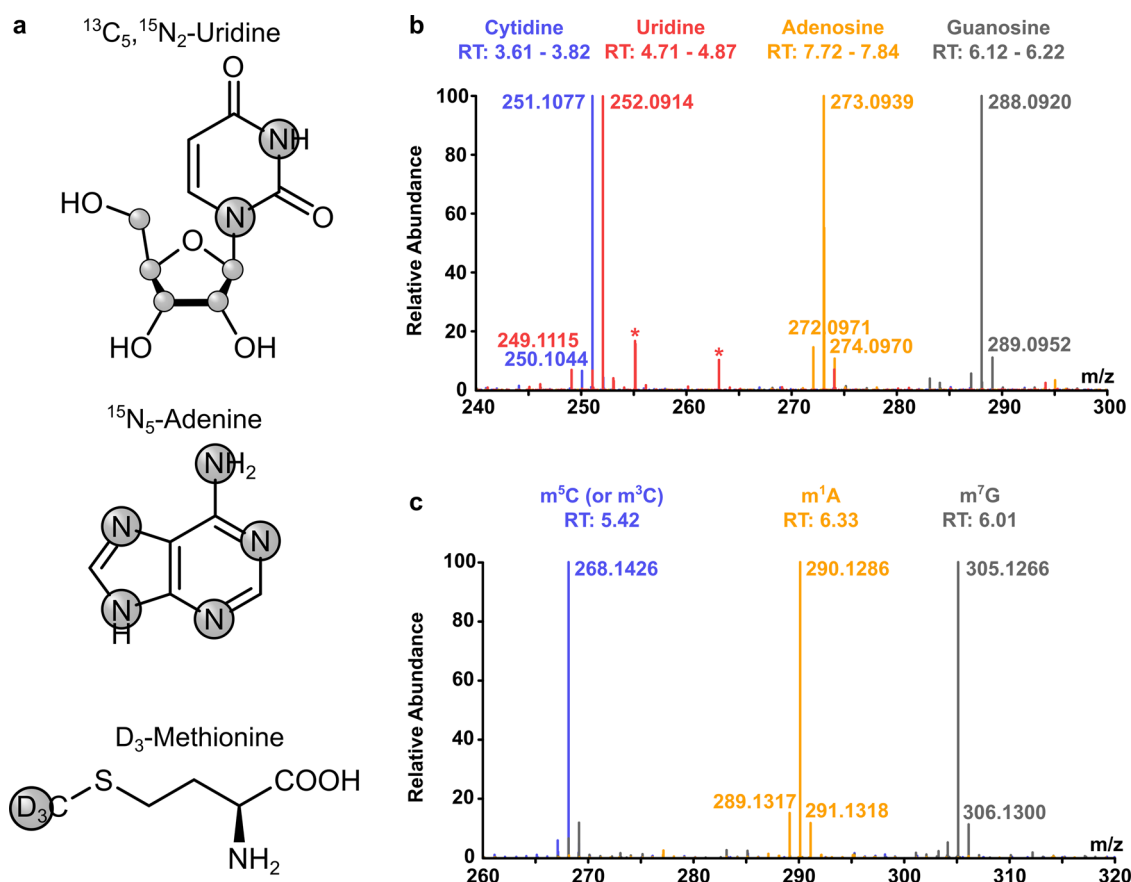 a
¹³C₅,¹⁵N₂-Uridine
O
NH
N
O
O
HO
HO
OH
¹⁵N₅-Adenine
NH₂
N
N
N
H
N
D₃-Methionine
D₃C
S
COOH
NH₂
b
Cytidine
RT: 3.61 - 3.82
Uridine
RT: 4.71 - 4.87
Adenosine
RT: 7.72 - 7.84
Guanosine
RT: 6.12 - 6.22
Relative Abundance
100
80
60
40
20
0
251.1077
252.0914
273.0939
288.0920
249.1115
250.1044
*
*
272.0971
274.0970
289.0952
m/z
240 250 260 270 280 290 300
c
m⁵C (or m³C)
RT: 5.42
m¹A
RT: 6.33
m⁷G
RT: 6.01
Relative Abundance
100
80
60
40
20
0
268.1426
290.1286
305.1266
289.1317
291.1318
306.1300
m/z
260 270 280 290 300 310 320